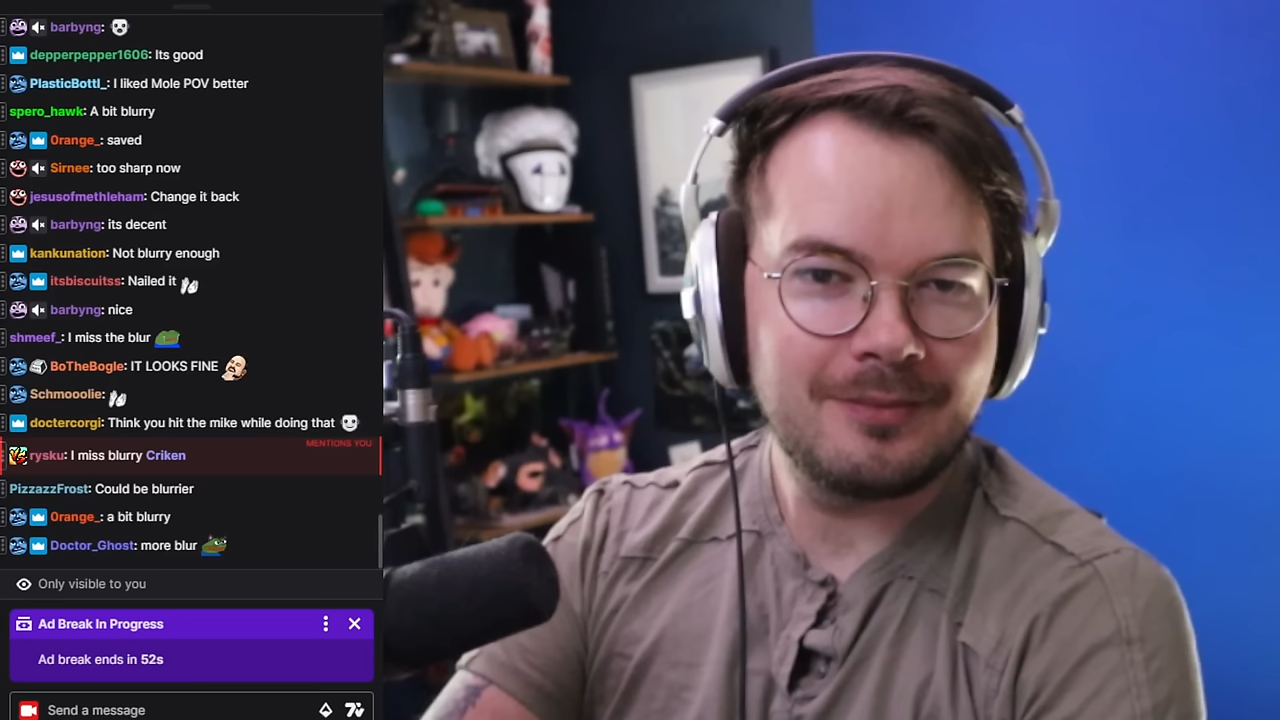 barbyng:
depperpepper1606: Its good
PlasticBottl_: I liked Mole POV better
spero_hawk: A bit blurry
0range_: saved
Sirnee: too sharp now
jesusofmethleham: Change it back
barbyng: its decent
kankunation: Not blurry enough
itsbiscuitss: Nailed it
barbyng: nice
shmeef_: I miss the blur
BoTheBogle: IT LOOKS FINE
Schmooolie:
doctercorgi: Think you hit the mike while doing that
MENTIONS YOU
rysku: I miss blurry Criken
PizzazzFrost: Could be blurrier
0range_: a bit blurry
Doctor_Ghost: more blur
Only visible to you
Ad Break In Progress
Ad break ends in 52s
Send a message